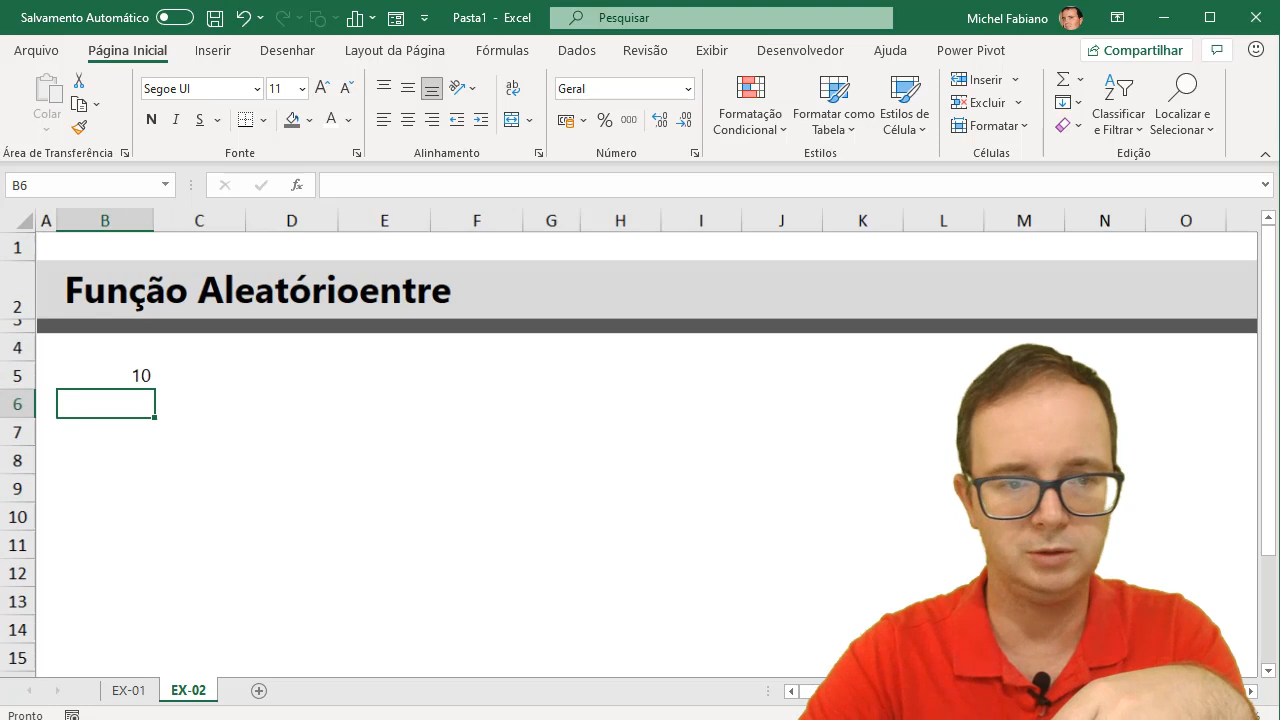 Salvamento Automático
Pasta1 - Excel
Pesquisar
Michel Fabiano
Arquivo
Página Inicial
Inserir
Desenhar
Layout da Página
Fórmulas
Dados
Revisão
Exibir
Desenvolvedor
Ajuda
Power Pivot
Compartilhar
Colar
Área de Transferência
Segoe UI
11
N I S A
Fonte
ab
Alinhamento
Geral
% 000
Número
Formatação Condicional
Formatar como Tabela
Estilos de Célula
Estilos
Inserir
Excluir
Formatar
Células
Classificar e Filtrar
Localizar e Selecionar
Edição
B6
fx
A B C D E F G H I J K L M N O
1
2 Função Aleatórioentre
3
4
5 10
6
7
8
9
10
11
12
13
14
15
EX-01 EX-02
Pronto